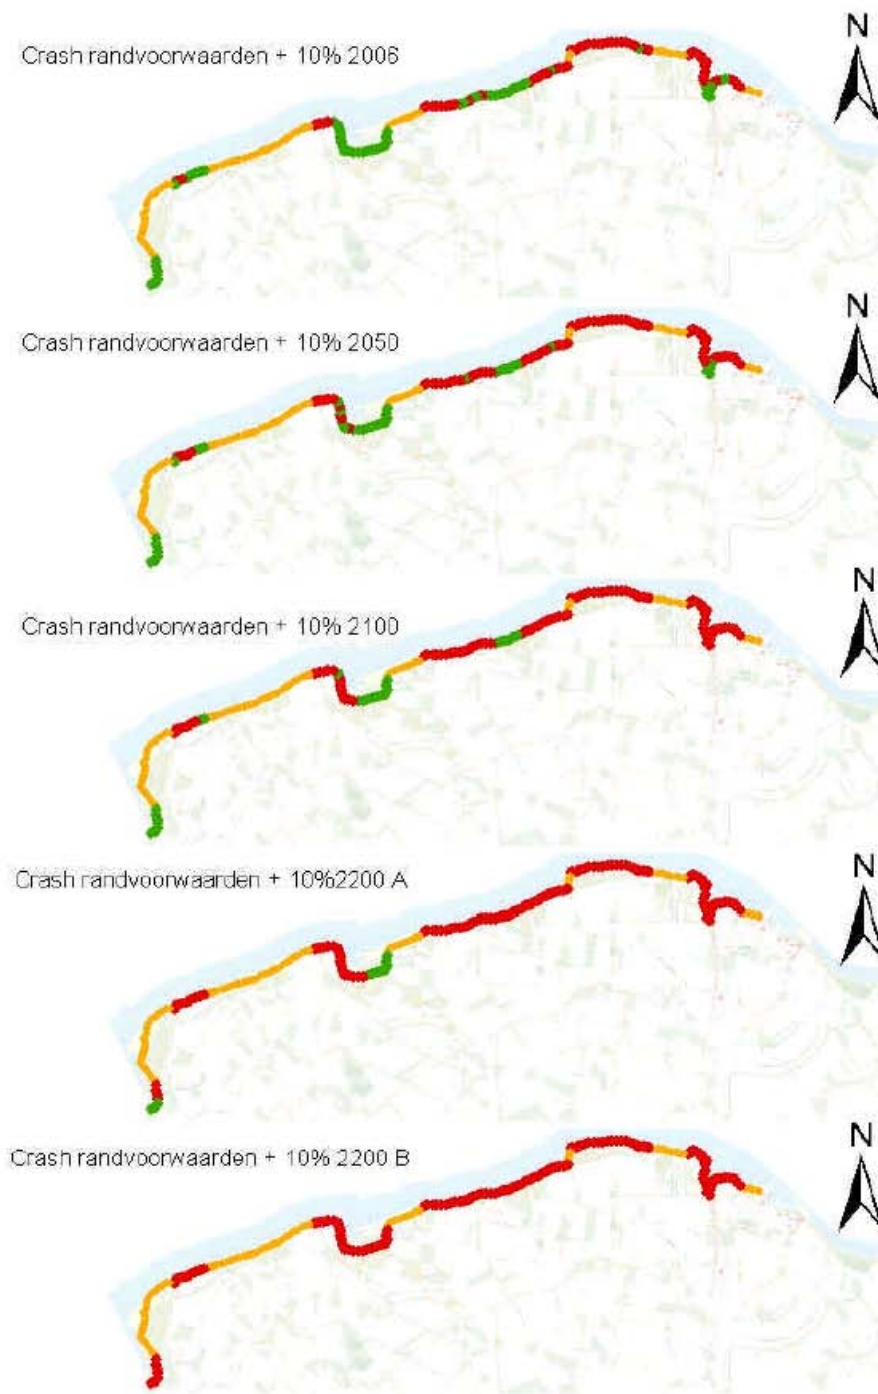 N
Crash randvoorwaarden + 10% 2006
N
Crash randvoorwaarden + 10% 2050
N
Crash randvoorwaarden + 10% 2100
N
Crash randvoorwaarden + 10%2200 A
N
Crash randvoorwaarden + 10% 2200 B